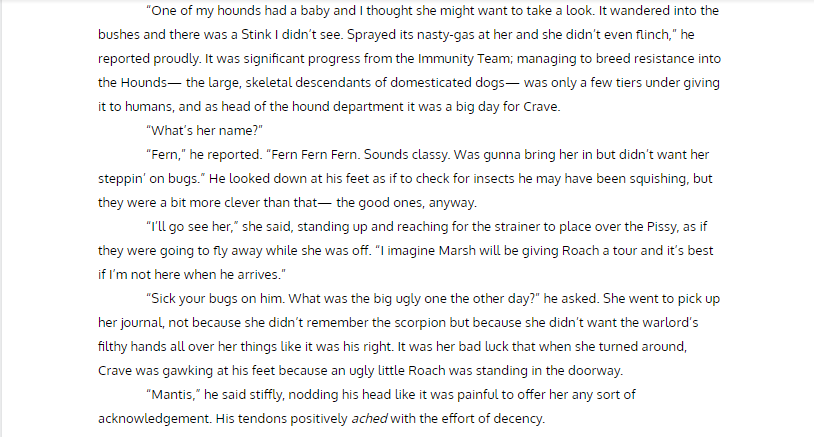 “One of my hounds had a baby and I thought she might want to take a look. It wandered into the
bushes and there was a Stink I didn’t see. Sprayed its nasty-gas at her and she didn’t even flinch,” he
reported proudly. It was significant progress from the Immunity Team; managing to breed resistance into
the Hounds— the large, skeletal descendants of domesticated dogs— was only a few tiers under giving
it to humans, and as head of the hound department it was a big day for Crave.
“What’s her name?”
“Fern,” he reported. “Fern Fern Fern. Sounds classy. Was gunna bring her in but didn’t want her
steppin’ on bugs.” He looked down at his feet as if to check for insects he may have been squishing, but
they were a bit more clever than that— the good ones, anyway.
“I’ll go see her,” she said, standing up and reaching for the strainer to place over the Pissy, as if
they were going to fly away while she was off. “I imagine Marsh will be giving Roach a tour and it’s best
if I’m not here when he arrives.”
“Sick your bugs on him. What was the big ugly one the other day?” he asked. She went to pick up
her journal, not because she didn’t remember the scorpion but because she didn’t want the warlord’s
filthy hands all over her things like it was his right. It was her bad luck that when she turned around,
Crave was gawking at his feet because an ugly little Roach was standing in the doorway.
“Mantis,” he said stiffly, nodding his head like it was painful to offer her any sort of
acknowledgement. His tendons positively ached with the effort of decency.